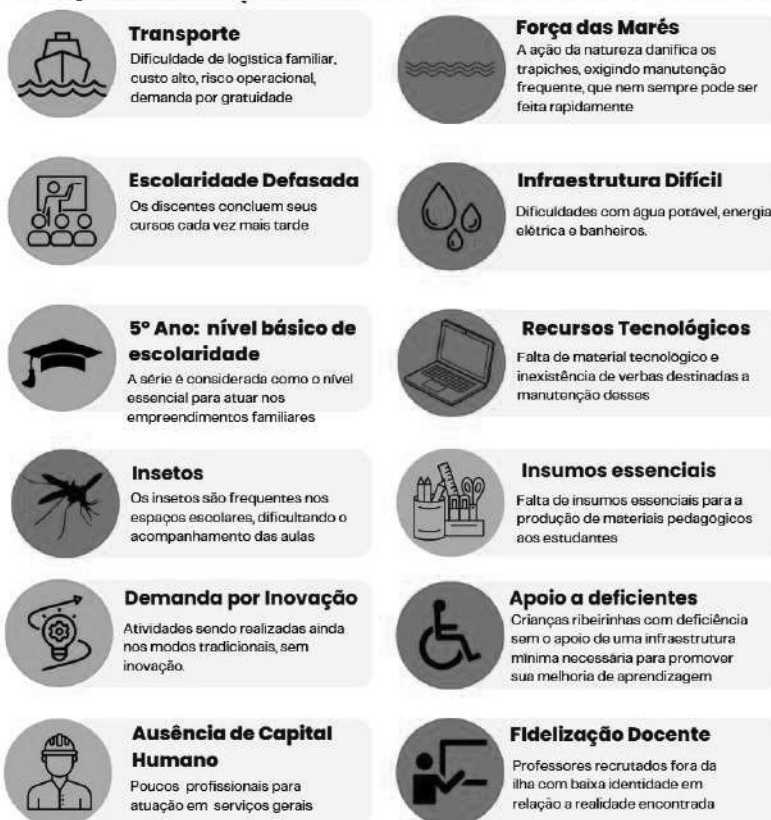 Transporte
Dificuldade de logística familiar,
custo alto, risco operacional,
demanda por gratuidade
Força das Marés
A ação da natureza danifica os
trapiches, exigindo manutenção
frequente, que nem sempre pode ser
feita rapidamente
Escolaridade Defasada
Os discentes concluem seus
cursos cada vez mais tarde
Infraestrutura Difícil
Dificuldades com água potável, energia
elétrica e banheiros.
5º Ano: nível básico de
escolaridade
A série é considerada como o nível
essencial para atuar nos
empreendimentos familiares
Recursos Tecnológicos
Falta de material tecnológico e
inexistência de verbas destinadas a
manutenção desses
Insetos
Os insetos são frequentes nos
espaços escolares, dificultando o
acompanhamento das aulas
Insumos essenciais
Falta de insumos essenciais para a
produção de materiais pedagógicos
aos estudantes
Demanda por Inovação
Atividades sendo realizadas ainda
nos modos tradicionais, sem
inovação.
Apoio a deficientes
Crianças ribeirinhas com deficiência
sem o apoio de uma infraestrutura
mínima necessária para promover
sua melhoria de aprendizagem
Ausência de Capital
Humano
Poucos profissionais para
atuação em serviços gerais
FIdelização Docente
Professores recrutados fora da
ilha com baixa identidade em
relação a realidade encontrada